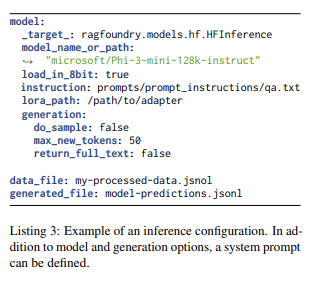 model:
  _target_: ragfoundry.models.hf.HFInference
  model_name_or_path:
  ↪ "microsoft/Phi-3-mini-128k-instruct"
  load_in_8bit: true
  instruction: prompts/prompt_instructions/qa.txt
  lora_path: /path/to/adapter
  generation:
    do_sample: false
    max_new_tokens: 50
    return_full_text: false

data_file: my-processed-data.jsnol
generated_file: model-predictions.jsonl

Listing 3: Example of an inference configuration. In ad-
dition to model and generation options, a system prompt
can be defined.